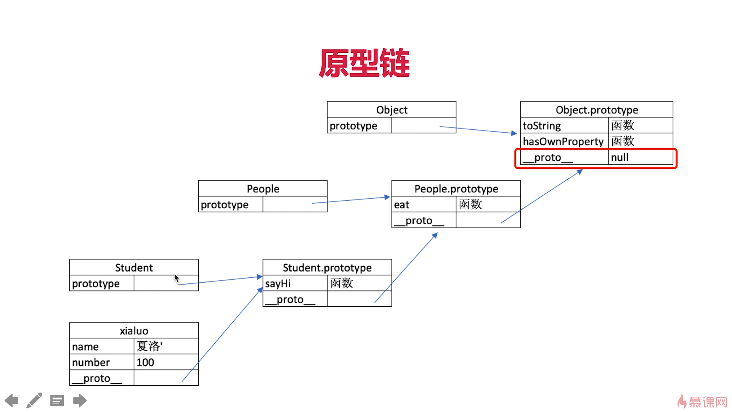 原型链
Object
prototype
Object.prototype
toString 函数
hasOwnProperty 函数
__proto__ null
People
prototype
People.prototype
eat 函数
__proto__
Student
prototype
Student.prototype
sayHi 函数
__proto__
xialuo
name 夏洛'
number 100
__proto__
慕课网